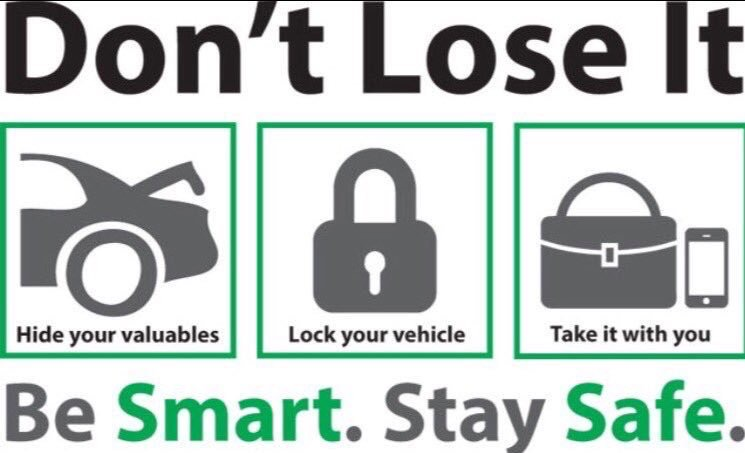 Don't Lose It
Hide your valuables
Lock your vehicle
Take it with you
Be Smart. Stay Safe.